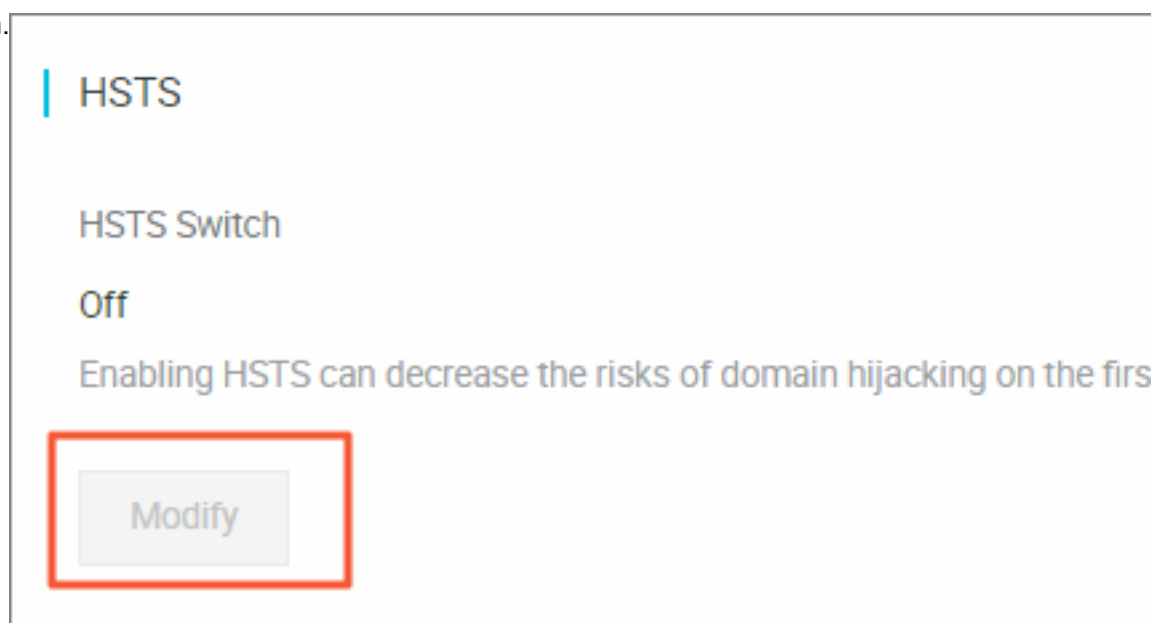 HSTS
HSTS Switch
Off
Enabling HSTS can decrease the risks of domain hijacking on the firs
Modify